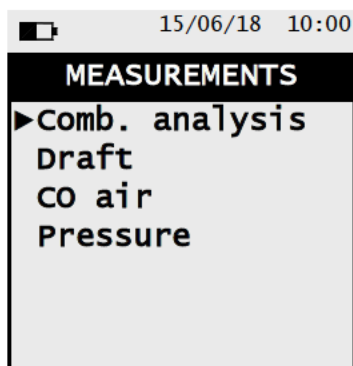 15/06/18 10:00
MEASUREMENTS
▶Comb. analysis
Draft
CO air
Pressure